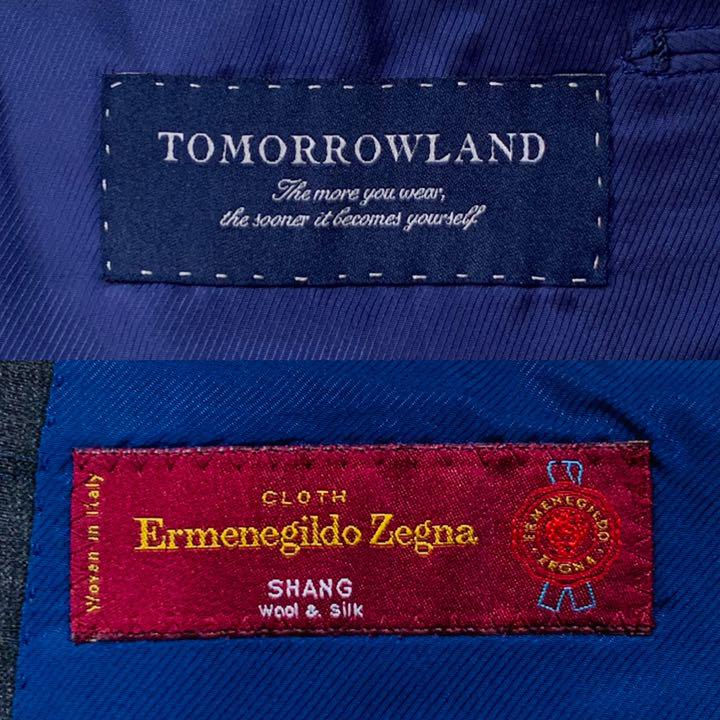 TOMORROWLAND
The more you wear,
the sooner it becomes yourself.
Woven in Italy
CLOTH
Ermenegildo Zegna
SHANG
Wool & Silk
ERMENEGILDO
ZEGNA